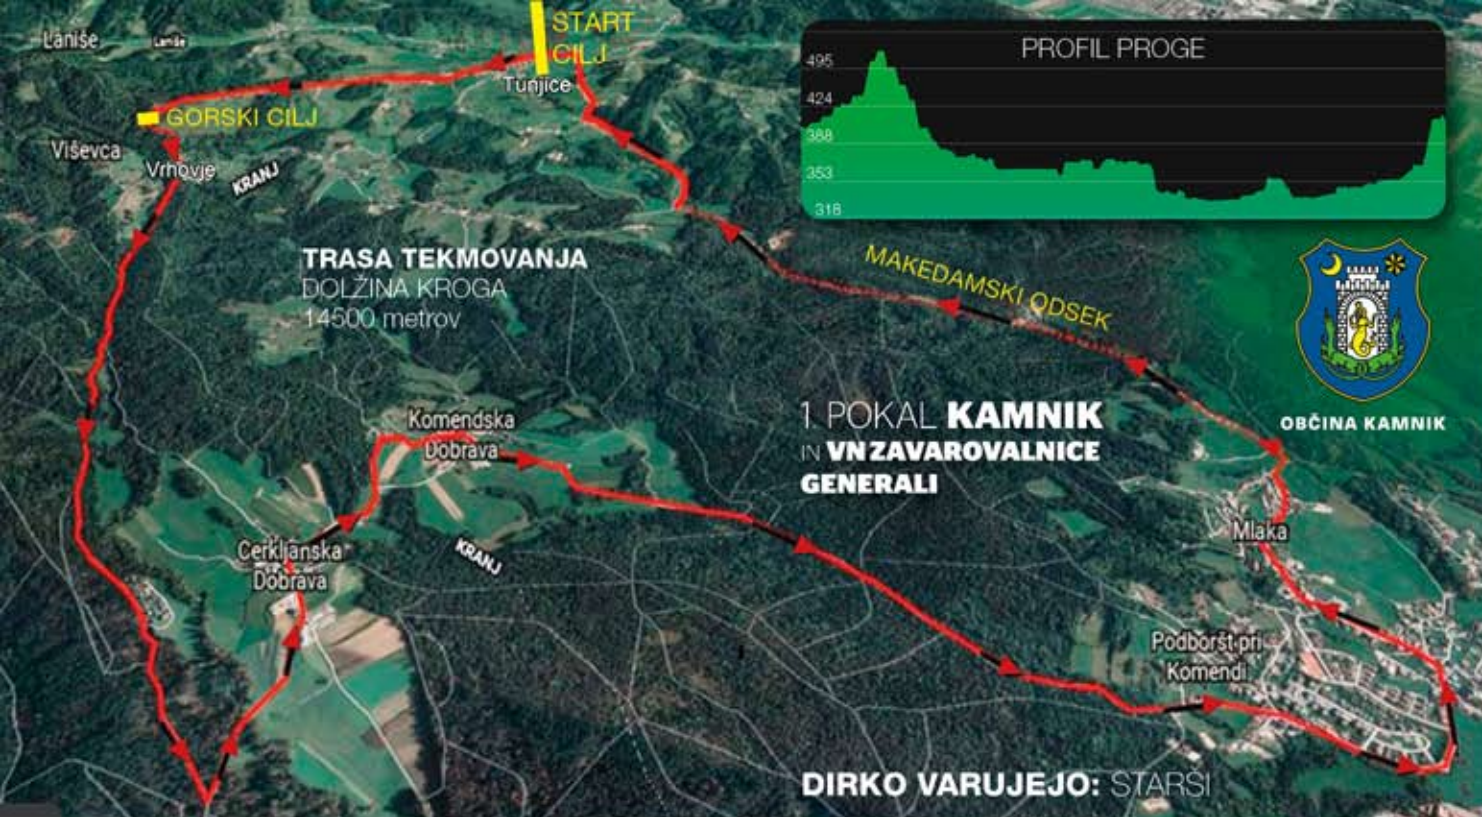 START
CILJ
Laniše
Laniše
Tunjice
GORSKI CILJ
Viševca
Vrhovje
KRANJ
PROFIL PROGE
495
424
388
353
318
TRASA TEKMOVANJA
DOLŽINA KROGA
14500 metrov
MAKEDAMSKI ODSEK
1. POKAL KAMNIK
IN VN ZAVAROVALNICE
GENERALI
OBČINA KAMNIK
Komendska
Dobrava
Cerkljanska
Dobrava
KRANJ
Mlaka
Podboršt pri
Komendi
DIRKO VARUJEJO: STARŠI